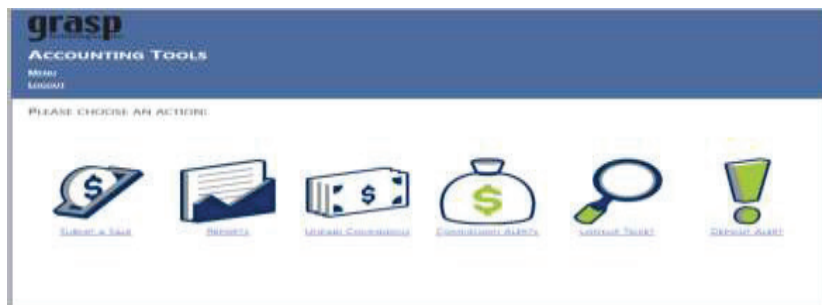 grasp
Accounting Tools
Menu
Logout
Please choose an action:
$ $ $
Submit a Sale Reports Commission Alerts Deposit Alert